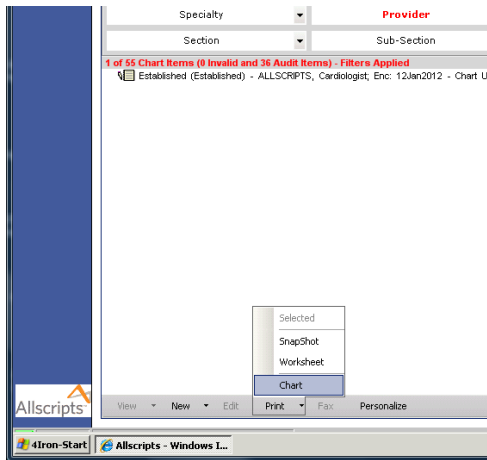 Specialty Provider
Section Sub-Section
1 of 55 Chart Items (0 Invalid and 36 Audit Items) - Filters Applied
Established (Established) - ALLSCRIPTS, Cardiologist; Enc: 12Jan2012 - Chart U
Selected
SnapShot
Worksheet
Chart
Allscripts
View New Edit Print Fax Personalize
4Iron-Start Allscripts - Windows I...